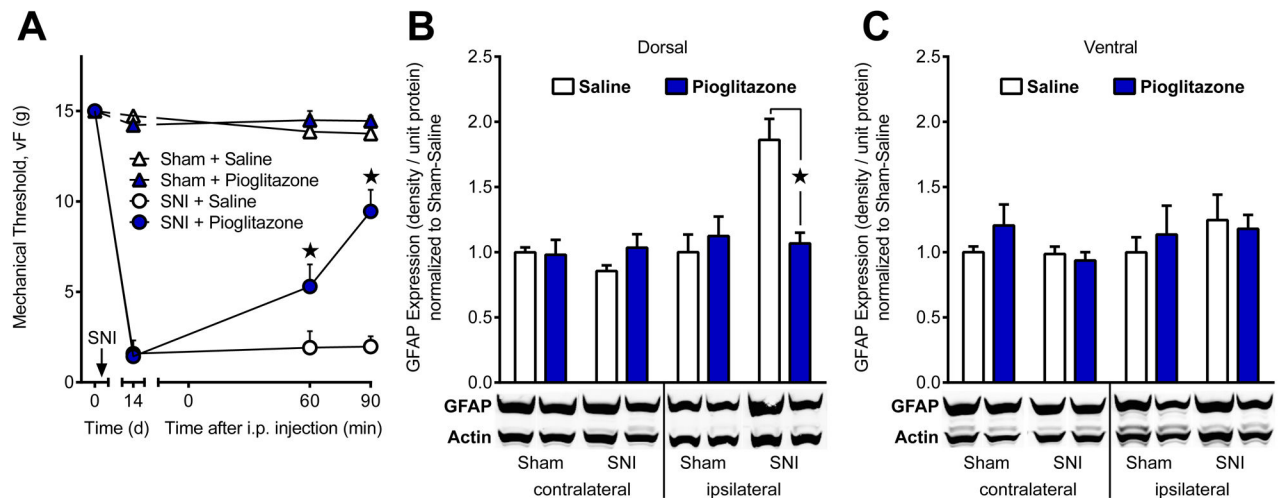 A
Mechanical Threshold, vF (g)
15
10
5
0
SNI
Sham + Saline
Sham + Pioglitazone
SNI + Saline
SNI + Pioglitazone
★
★
0 14 0 60 90
Time (d) Time after i.p. injection (min)
B
Dorsal
GFAP Expression (density / unit protein)
normalized to Sham-Saline
2.5
2.0
1.5
1.0
0.5
0.0
Saline Pioglitazone
★
GFAP
Actin
Sham SNI Sham SNI
contralateral ipsilateral
C
Ventral
GFAP Expression (density / unit protein)
normalized to Sham-Saline
2.5
2.0
1.5
1.0
0.5
0.0
Saline Pioglitazone
GFAP
Actin
Sham SNI Sham SNI
contralateral ipsilateral